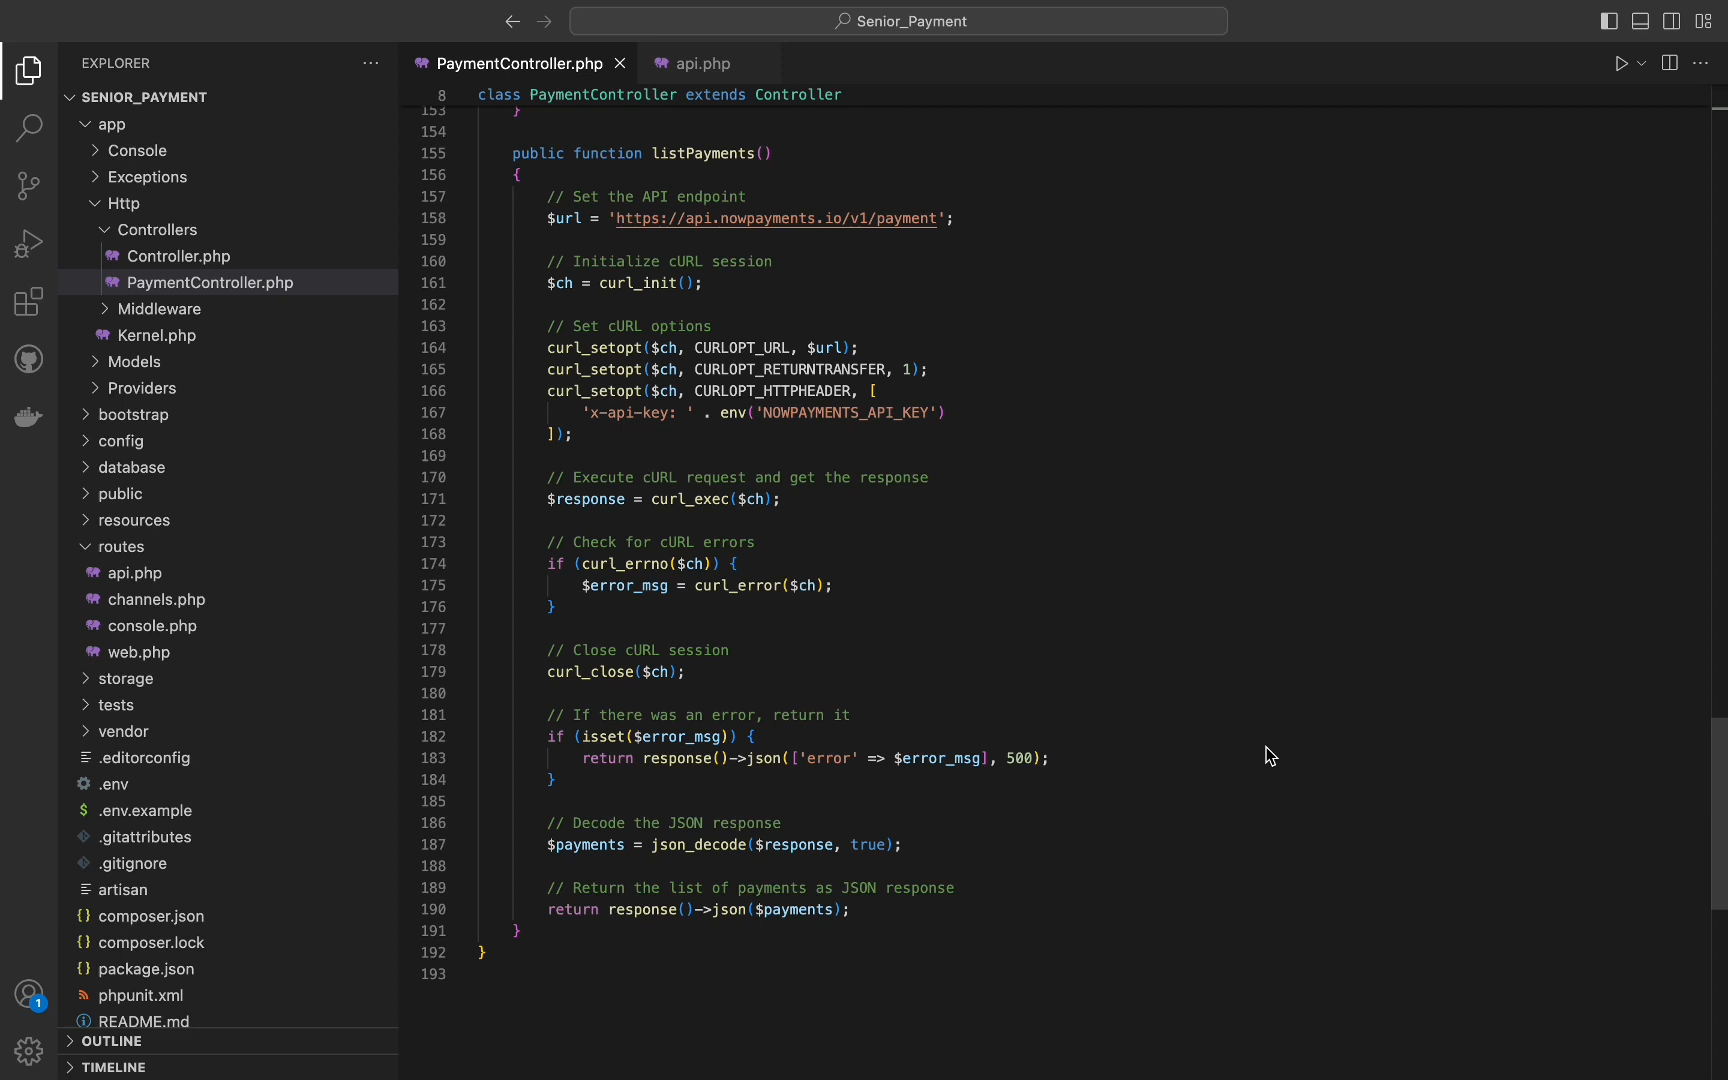 Senior_Payment
EXPLORER
SENIOR_PAYMENT
app
Console
Exceptions
Http
Controllers
Controller.php
PaymentController.php
Middleware
Kernel.php
Models
Providers
bootstrap
config
database
public
resources
routes
api.php
channels.php
console.php
web.php
storage
tests
vendor
.editorconfig
.env
.env.example
.gitattributes
.gitignore
artisan
composer.json
composer.lock
package.json
phpunit.xml
README.md
OUTLINE
TIMELINE
1
PaymentController.php
api.php
8 class PaymentController extends Controller
153 }
154
155 public function listPayments()
156 {
157 // Set the API endpoint
158 $url = 'https://api.nowpayments.io/v1/payment';
159
160 // Initialize cURL session
161 $ch = curl_init();
162
163 // Set cURL options
164 curl_setopt($ch, CURLOPT_URL, $url);
165 curl_setopt($ch, CURLOPT_RETURNTRANSFER, 1);
166 curl_setopt($ch, CURLOPT_HTTPHEADER, [
167 'x-api-key: ' . env('NOWPAYMENTS_API_KEY')
168 ]);
169
170 // Execute cURL request and get the response
171 $response = curl_exec($ch);
172
173 // Check for cURL errors
174 if (curl_errno($ch)) {
175 $error_msg = curl_error($ch);
176 }
177
178 // Close cURL session
179 curl_close($ch);
180
181 // If there was an error, return it
182 if (isset($error_msg)) {
183 return response()->json(['error' => $error_msg], 500);
184 }
185
186 // Decode the JSON response
187 $payments = json_decode($response, true);
188
189 // Return the list of payments as JSON response
190 return response()->json($payments);
191 }
192 }
193